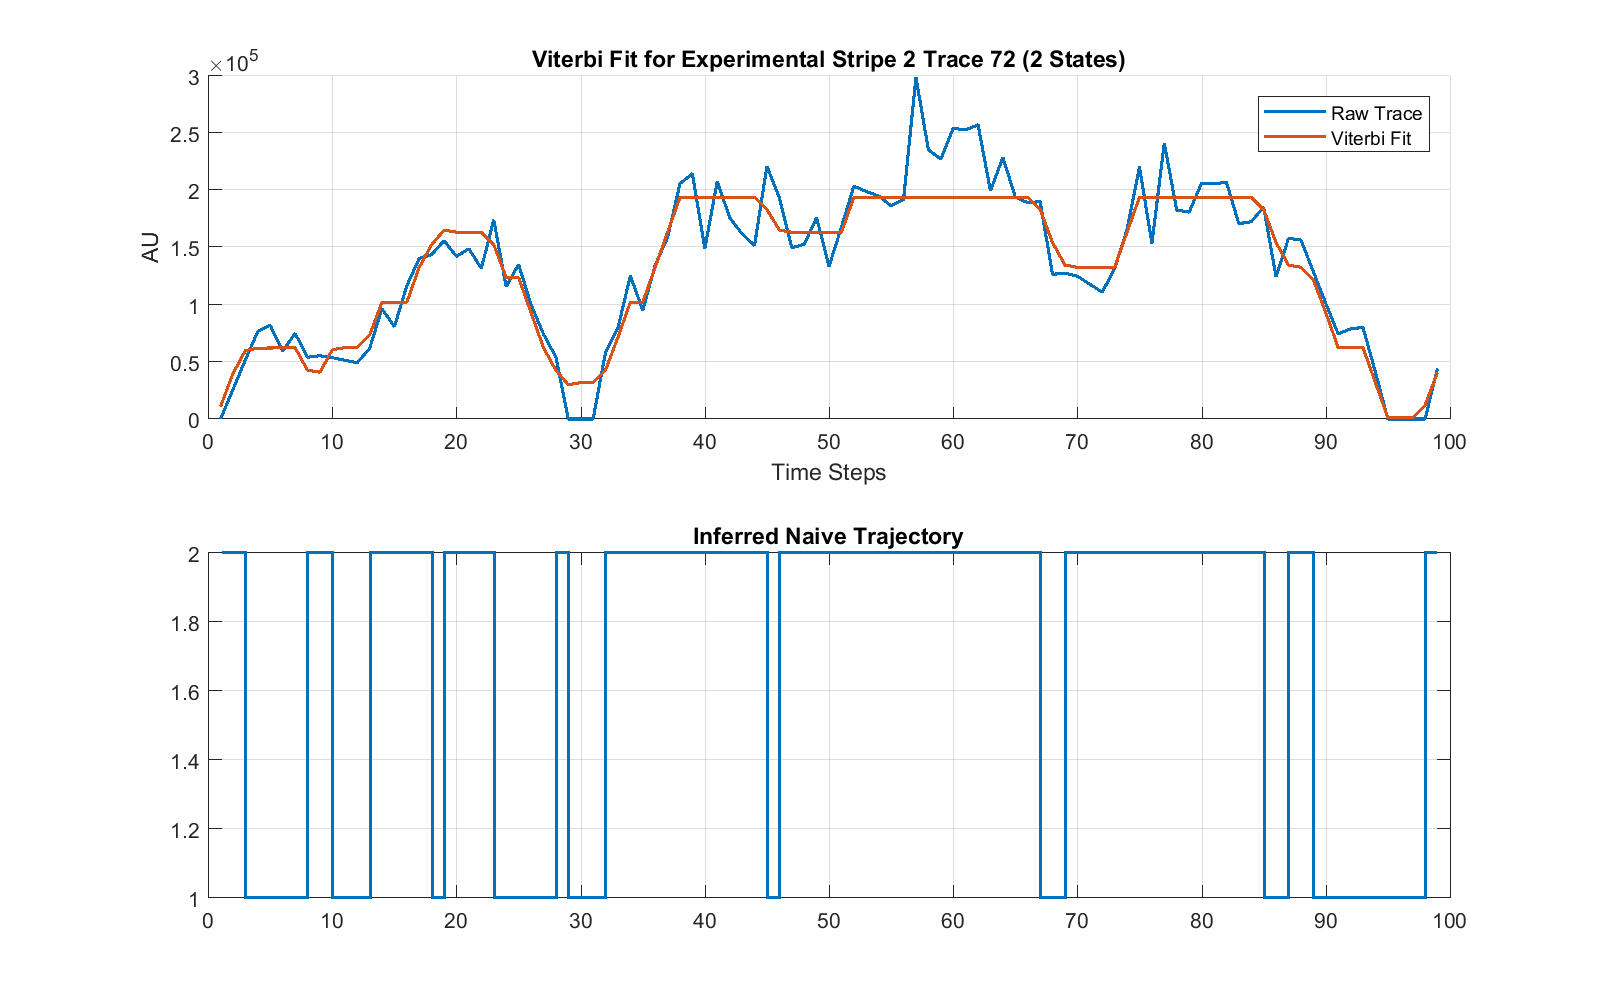 Viterbi Fit for Experimental Stripe 2 Trace 72 (2 States)
×10^5
3
2.5
2
1.5
1
0.5
0
AU
Raw Trace
Viterbi Fit
0 10 20 30 40 50 60 70 80 90 100
Time Steps
Inferred Naive Trajectory
2
1.8
1.6
1.4
1.2
1
0 10 20 30 40 50 60 70 80 90 100